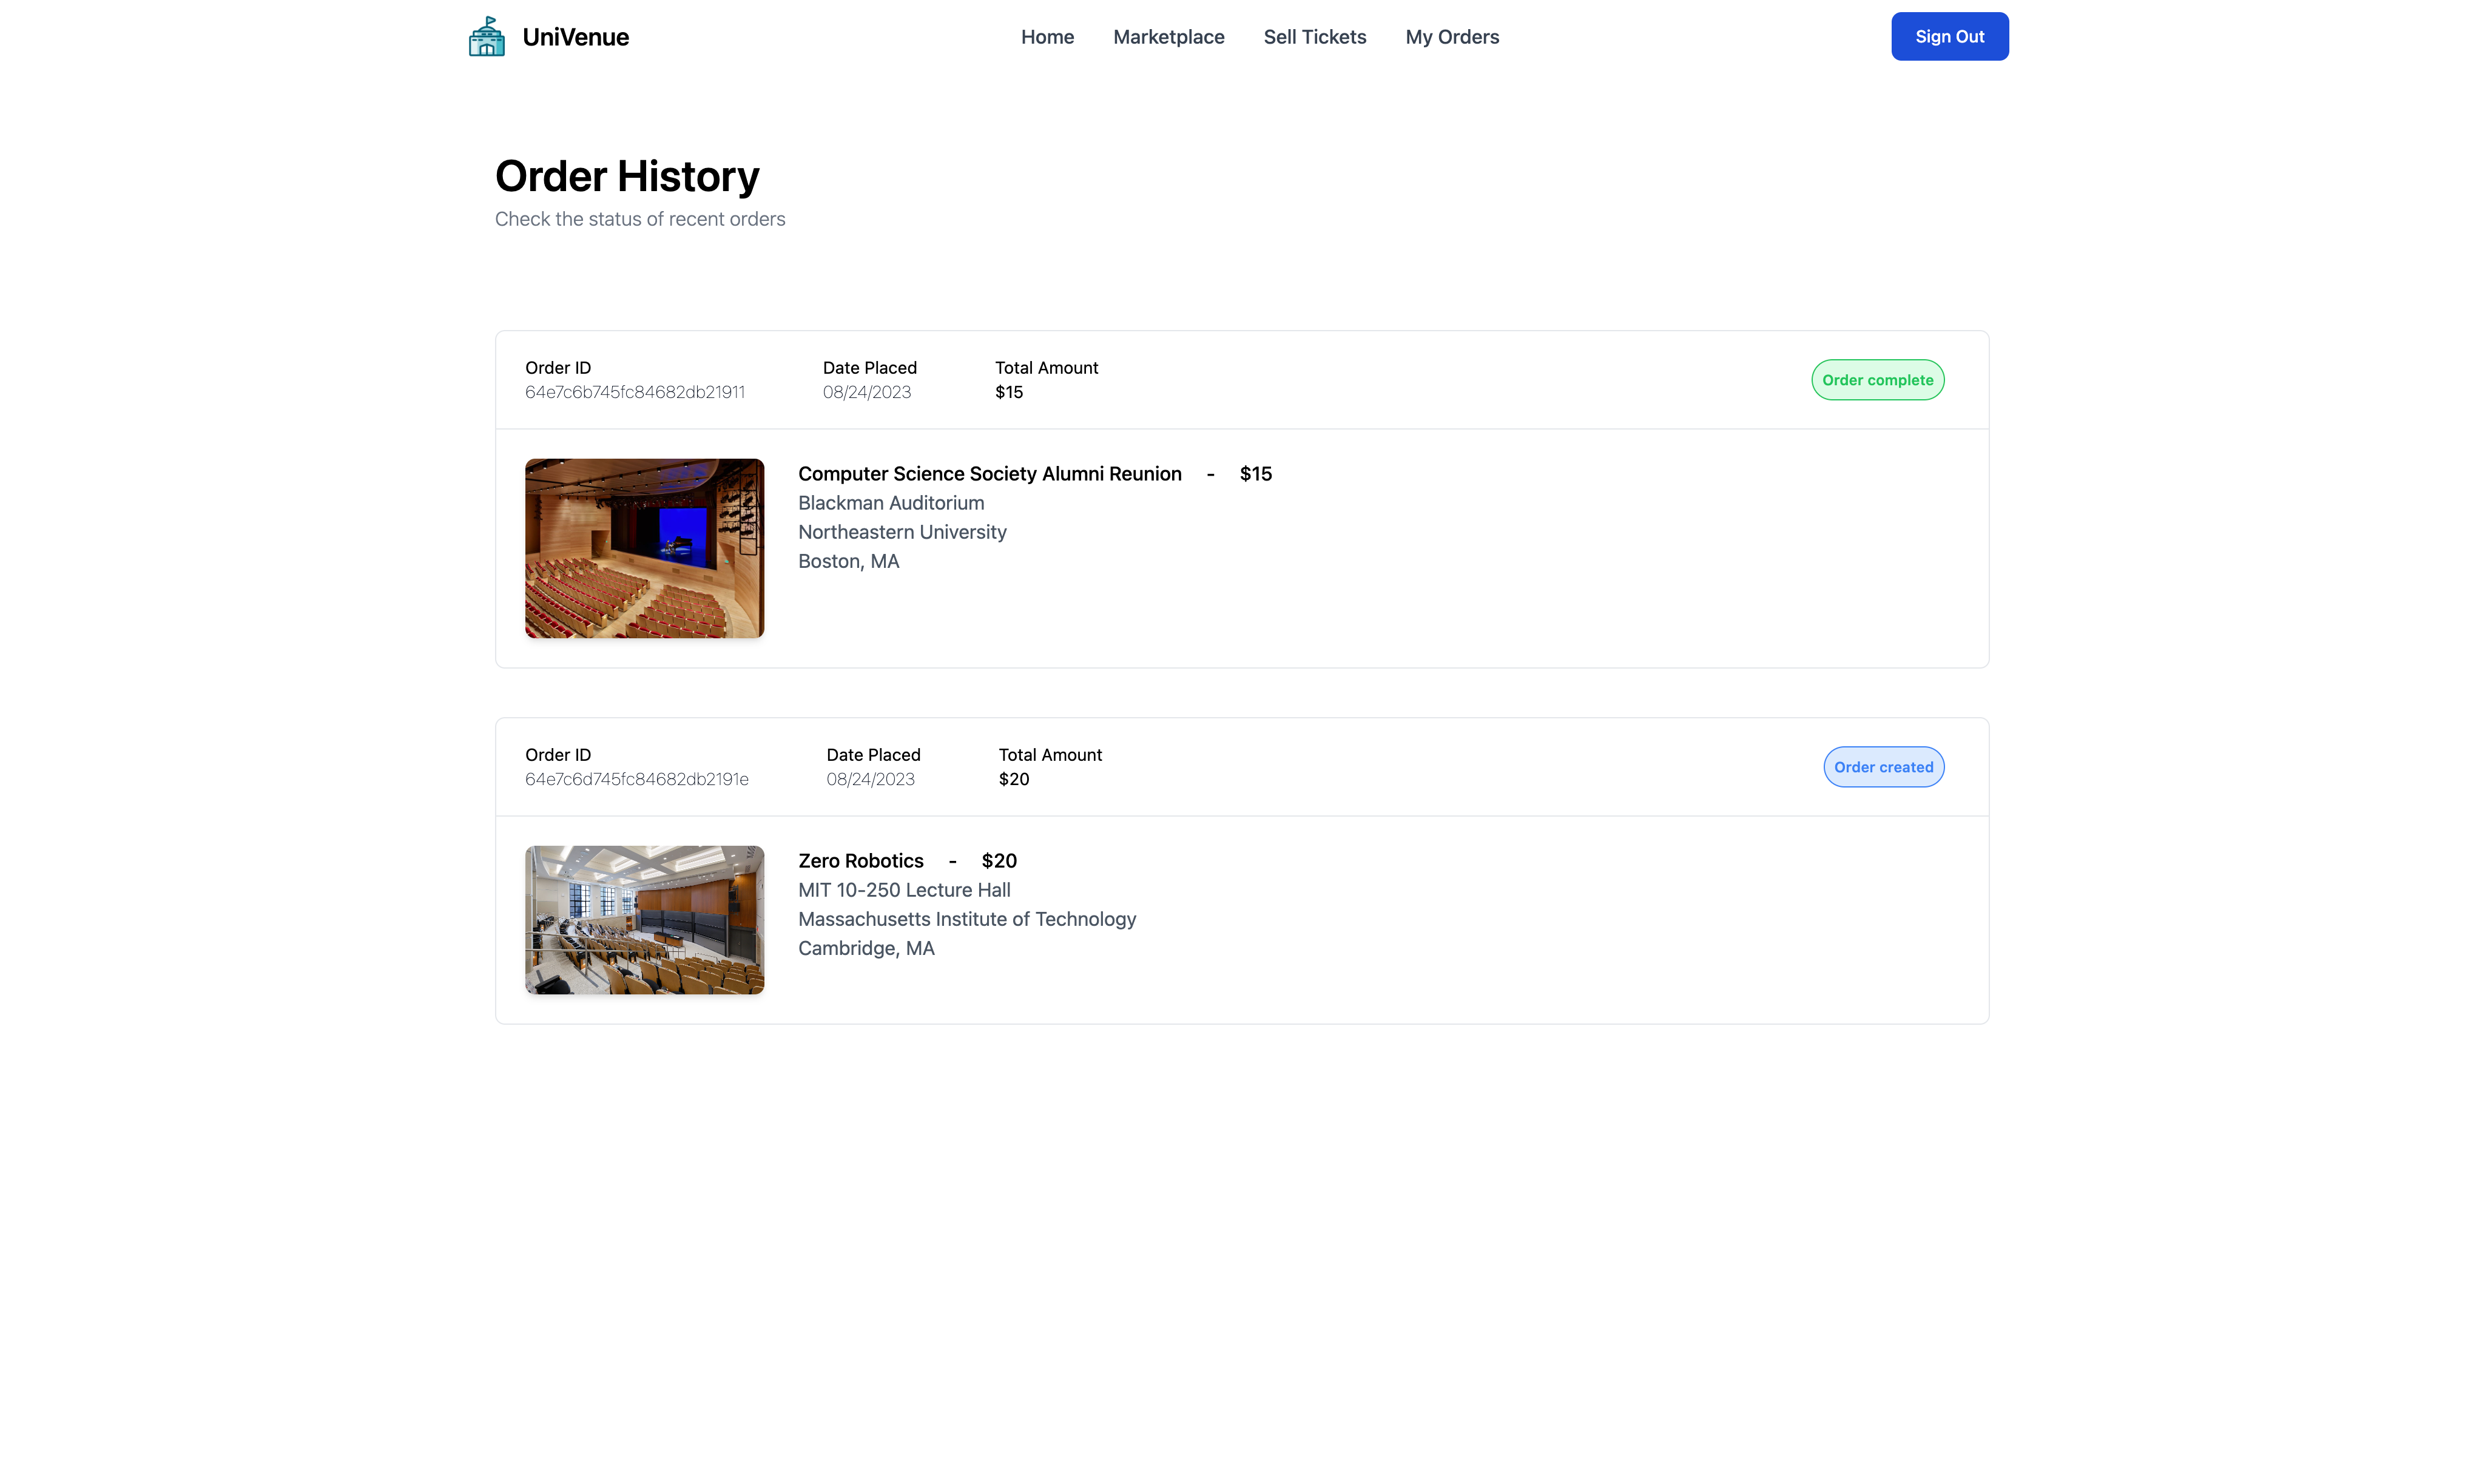 UniVenue
Home Marketplace Sell Tickets My Orders
Sign Out
Order History
Check the status of recent orders
Order ID Date Placed Total Amount
64e7c6b745fc84682db21911 08/24/2023 $15
Order complete
Computer Science Society Alumni Reunion - $15
Blackman Auditorium
Northeastern University
Boston, MA
Order ID Date Placed Total Amount
64e7c6d745fc84682db2191e 08/24/2023 $20
Order created
Zero Robotics - $20
MIT 10-250 Lecture Hall
Massachusetts Institute of Technology
Cambridge, MA